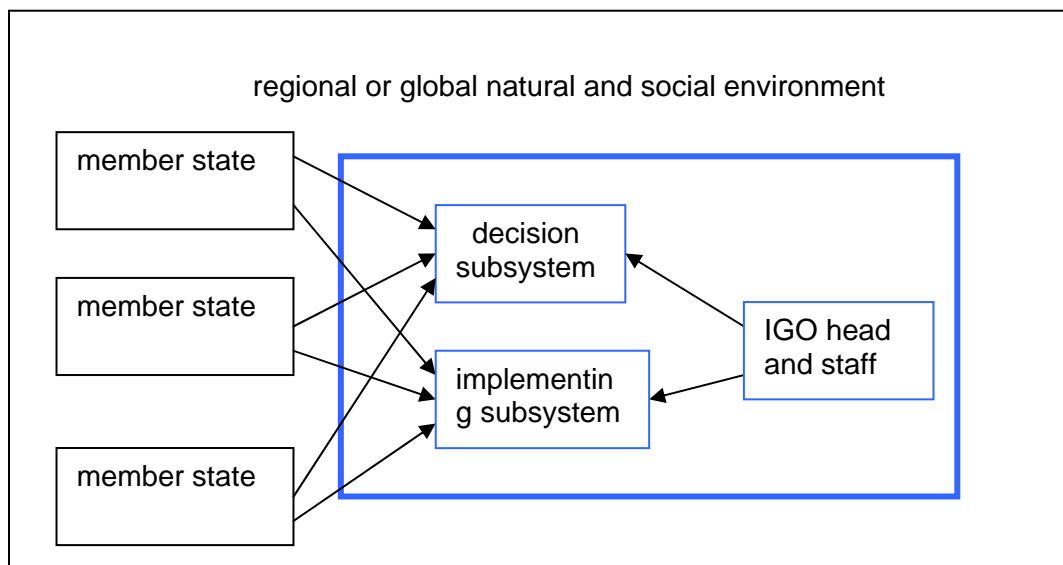 regional or global natural and social environment
member state
decision
subsystem
member state
IGO head
and staff
implementin
g subsystem
member state